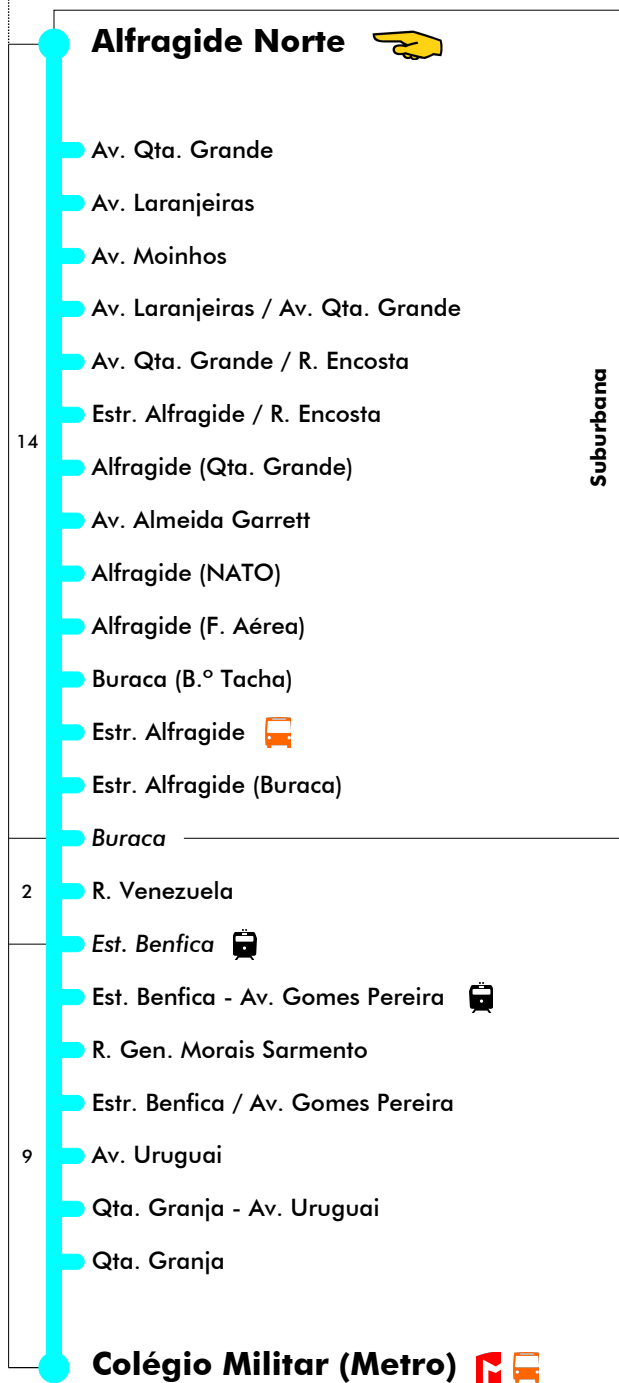 Alfragide Norte
Av. Qta. Grande
Av. Laranjeiras
Av. Moinhos
Av. Laranjeiras / Av. Qta. Grande
Av. Qta. Grande / R. Encosta
Estr. Alfragide / R. Encosta
14
Suburbana
Alfragide (Qta. Grande)
Av. Almeida Garrett
Alfragide (NATO)
Alfragide (F. Aérea)
Buraca (B.º Tacha)
Estr. Alfragide
Estr. Alfragide (Buraca)
Buraca
2
R. Venezuela
Est. Benfica
Est. Benfica - Av. Gomes Pereira
R. Gen. Morais Sarmento
Estr. Benfica / Av. Gomes Pereira
9
Av. Uruguai
Qta. Granja - Av. Uruguai
Qta. Granja
Colégio Militar (Metro)